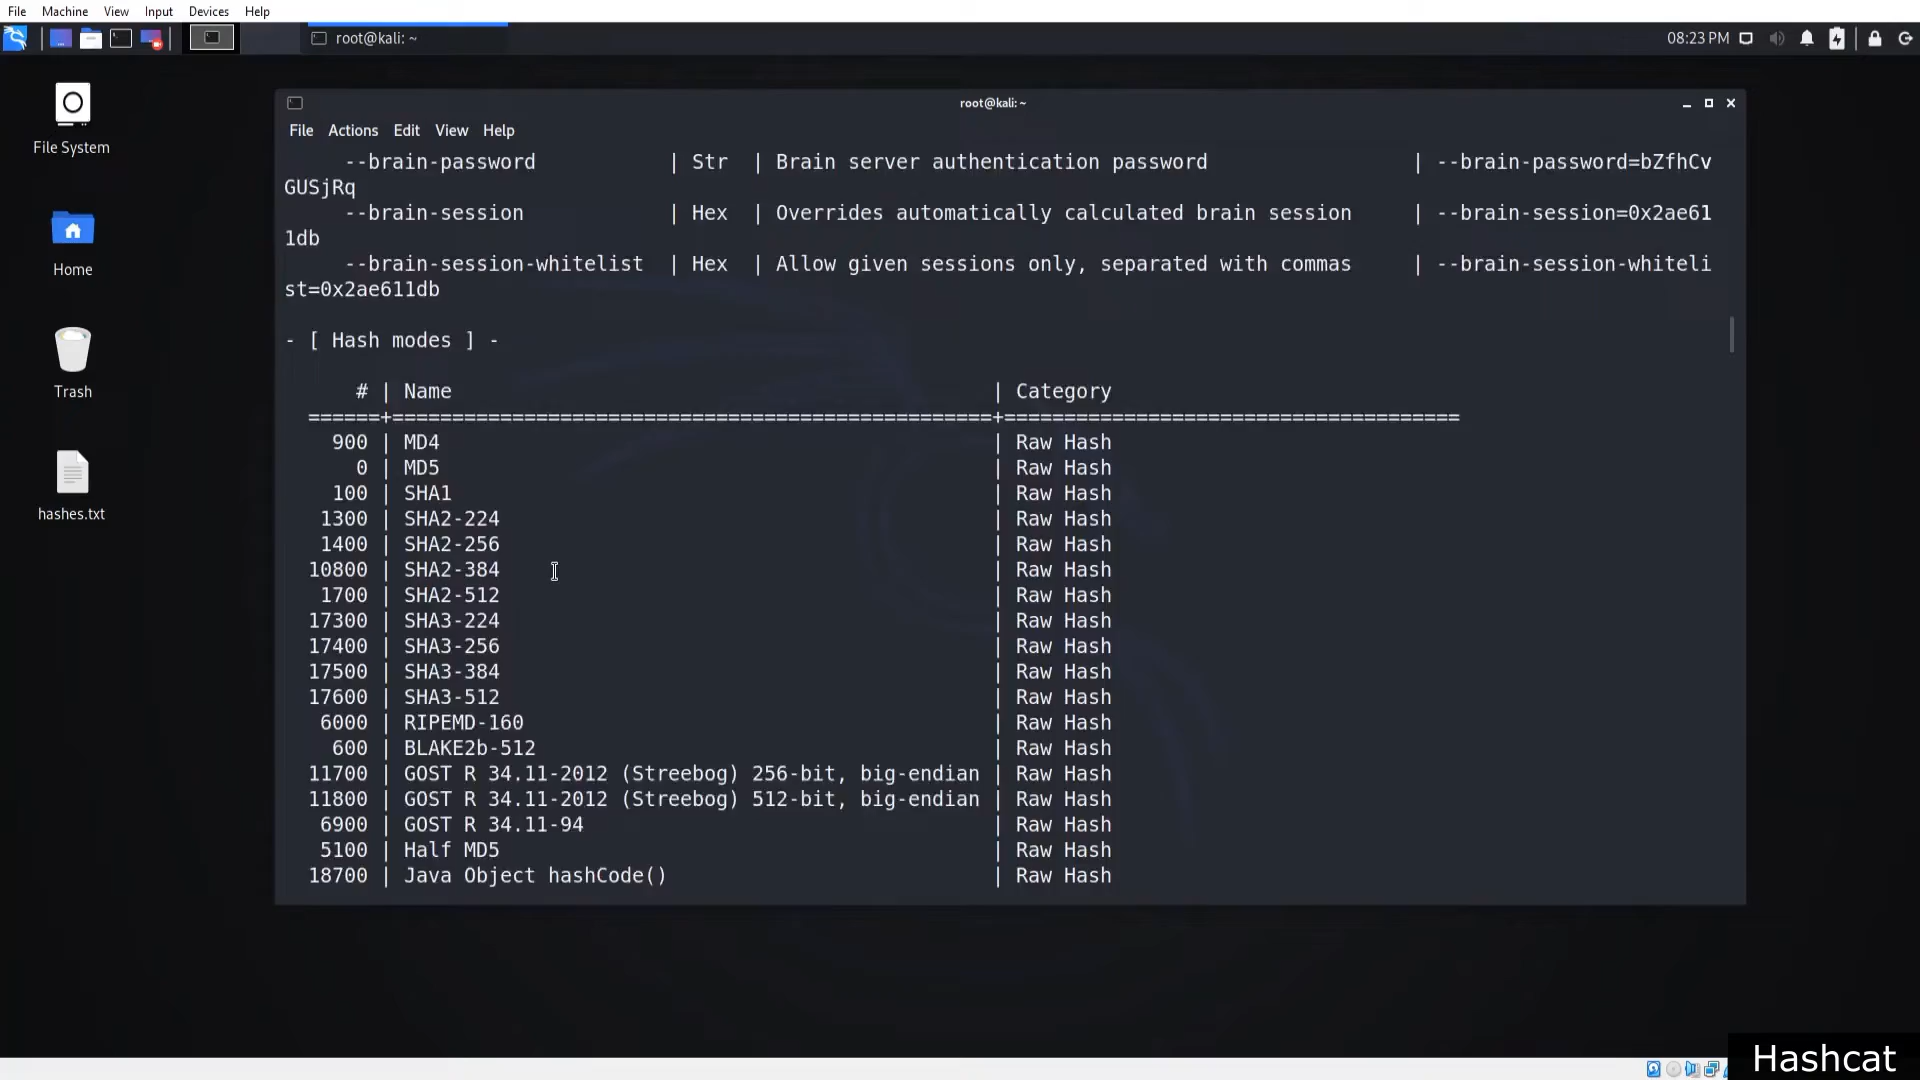 File Machine View Input Devices Help
root@kali: ~
08:23 PM
File System
Home
Trash
hashes.txt
root@kali: ~
File Actions Edit View Help
--brain-password | Str | Brain server authentication password | --brain-password=bZfhCv
GUSjRq
--brain-session | Hex | Overrides automatically calculated brain session | --brain-session=0x2ae61
1db
--brain-session-whitelist | Hex | Allow given sessions only, separated with commas | --brain-session-whiteli
st=0x2ae611db
- [ Hash modes ] -
# | Name | Category
======+==================================================+======================================
900 | MD4 | Raw Hash
0 | MD5 | Raw Hash
100 | SHA1 | Raw Hash
1300 | SHA2-224 | Raw Hash
1400 | SHA2-256 | Raw Hash
10800 | SHA2-384 | Raw Hash
1700 | SHA2-512 | Raw Hash
17300 | SHA3-224 | Raw Hash
17400 | SHA3-256 | Raw Hash
17500 | SHA3-384 | Raw Hash
17600 | SHA3-512 | Raw Hash
6000 | RIPEMD-160 | Raw Hash
600 | BLAKE2b-512 | Raw Hash
11700 | GOST R 34.11-2012 (Streebog) 256-bit, big-endian | Raw Hash
11800 | GOST R 34.11-2012 (Streebog) 512-bit, big-endian | Raw Hash
6900 | GOST R 34.11-94 | Raw Hash
5100 | Half MD5 | Raw Hash
18700 | Java Object hashCode() | Raw Hash
Hashcat